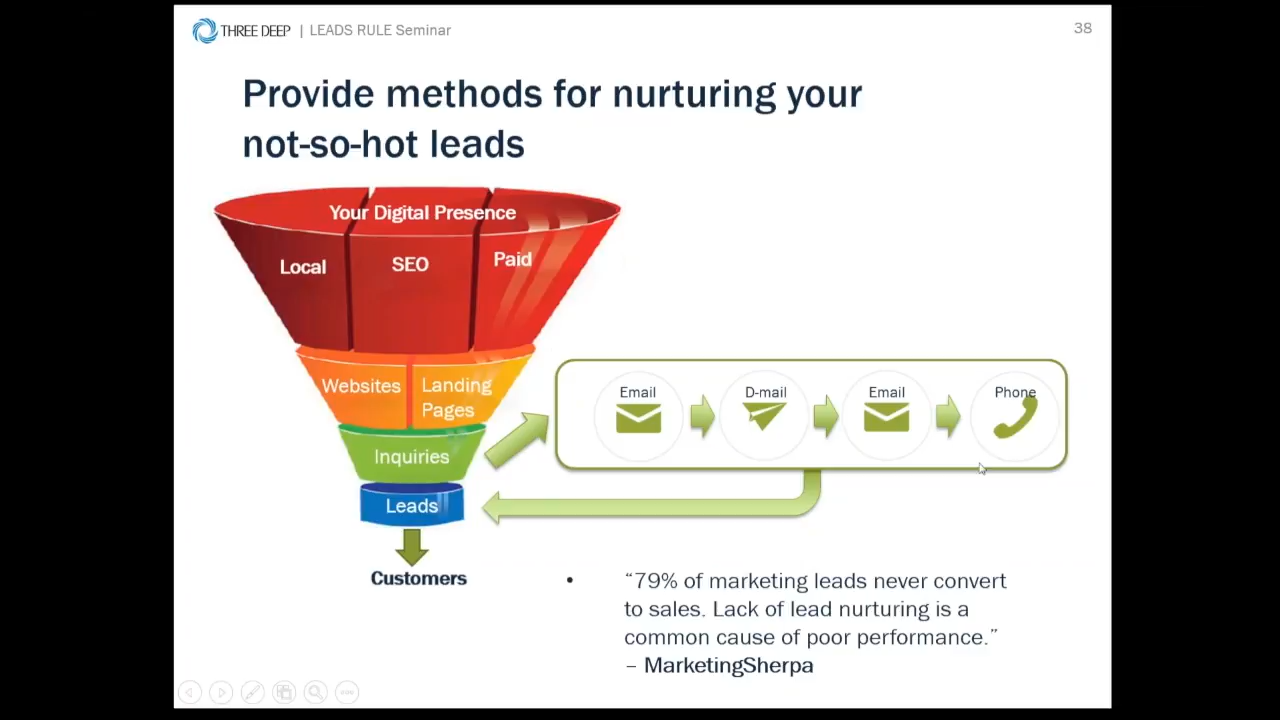 THREE DEEP | LEADS RULE Seminar
38
Provide methods for nurturing your
not-so-hot leads
Your Digital Presence
Local
SEO
Paid
Websites
Landing
Pages
Inquiries
Leads
Customers
Email
D-mail
Email
Phone
• “79% of marketing leads never convert
to sales. Lack of lead nurturing is a
common cause of poor performance.”
– MarketingSherpa